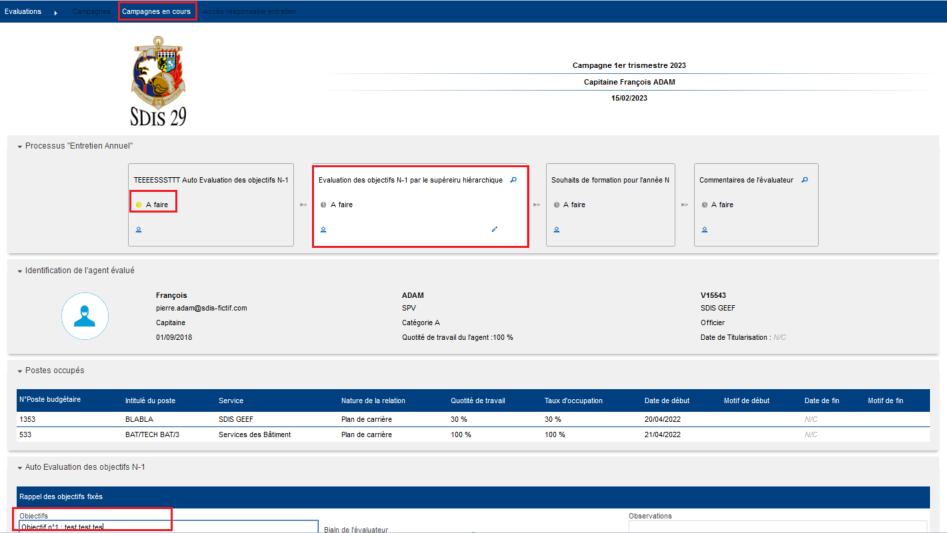 Evaluations Campagnes Campagnes en cours Accès responsable entretien
Campagne 1er trismestre 2023
Capitaine François ADAM
15/02/2023
SDIS 29
Processus "Entretien Annuel"
TEEEESSSTTT Auto Evaluation des objectifs N-1
A faire
Evaluation des objectifs N-1 par le supéreiru hiérarchique
A faire
Souhaits de formation pour l'année N
A faire
Commentaires de l'évaluateur
A faire
Identification de l'agent évalué
François ADAM V15543
pierre.adam@sdis-fictif.com SPV SDIS GEEF
Capitaine Catégorie A Officier
01/09/2018 Quotité de travail du l'agent :100 % Date de Titularisation : N/C
Postes occupés
N°Poste budgétaire Intitulé du poste Service Nature de la relation Quotité de travail Taux d'occupation Date de début Motif de début Date de fin Motif de fin
1353 BLABLA SDIS GEEF Plan de carrière 30 % 30 % 20/04/2022 N/C
533 BAT/TECH BAT/3 Services des Bâtiment Plan de carrière 100 % 100 % 21/04/2022 N/C
Auto Evaluation des objectifs N-1
Rappel des objectifs fixés
Objectifs Observations
Objectif n°1 : test test tes
Bialn de l'évaluateur